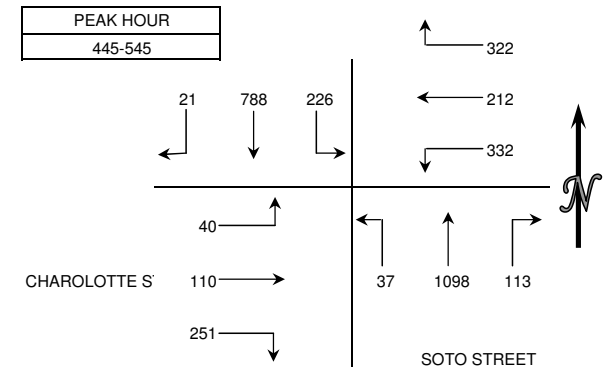 PEAK HOUR
445-545
322
21 788 226
212
332
40
CHAROLOTTE S
110
37 1098 113
251
SOTO STREET
N